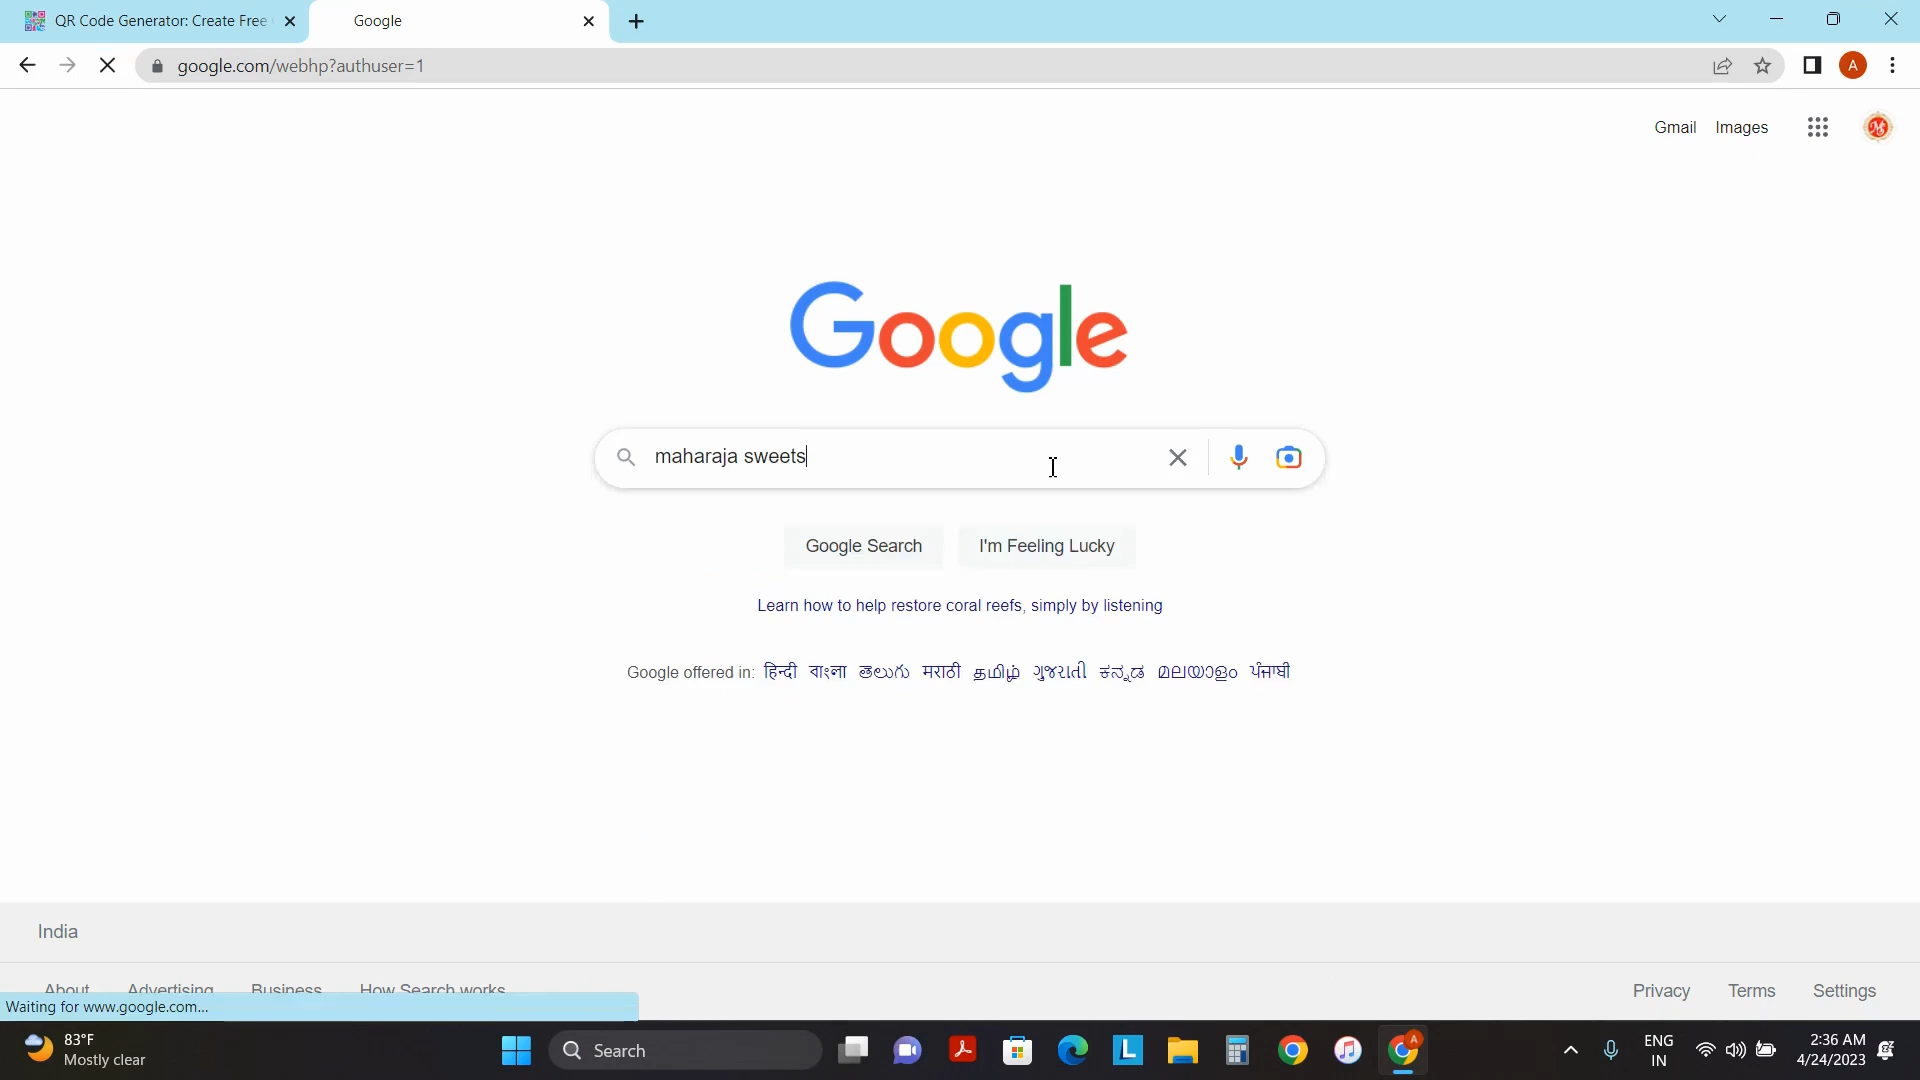 QR Code Generator: Create Free
Google
google.com/webhp?authuser=1
A
Gmail Images
Google
maharaja sweets
Google Search
I'm Feeling Lucky
Learn how to help restore coral reefs, simply by listening
Google offered in: हिन्दी বাংলা తెలుగు मराठी தமிழ் ગુજરાતી ಕನ್ನಡ മലയാളം ਪੰਜਾਬੀ
India
About Advertising Business How Search works
Privacy Terms Settings
Waiting for www.google.com...
83°F
Mostly clear
Search
L
A
ENG
IN
2:36 AM
4/24/2023